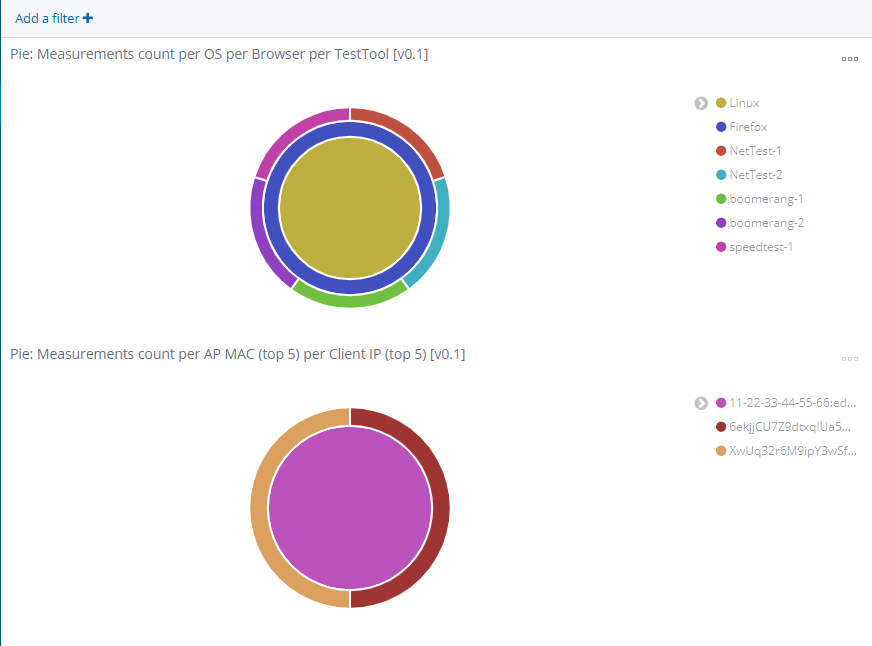 Add a filter +
Pie: Measurements count per OS per Browser per TestTool [v0.1]
Linux
Firefox
NetTest-1
NetTest-2
boomerang-1
boomerang-2
speedtest-1
Pie: Measurements count per AP MAC (top 5) per Client IP (top 5) [v0.1]
11-22-33-44-55-66:ed...
6ekjjCU7Z9dtxqIUa5...
XwUq32r6M9ipY3wSf...